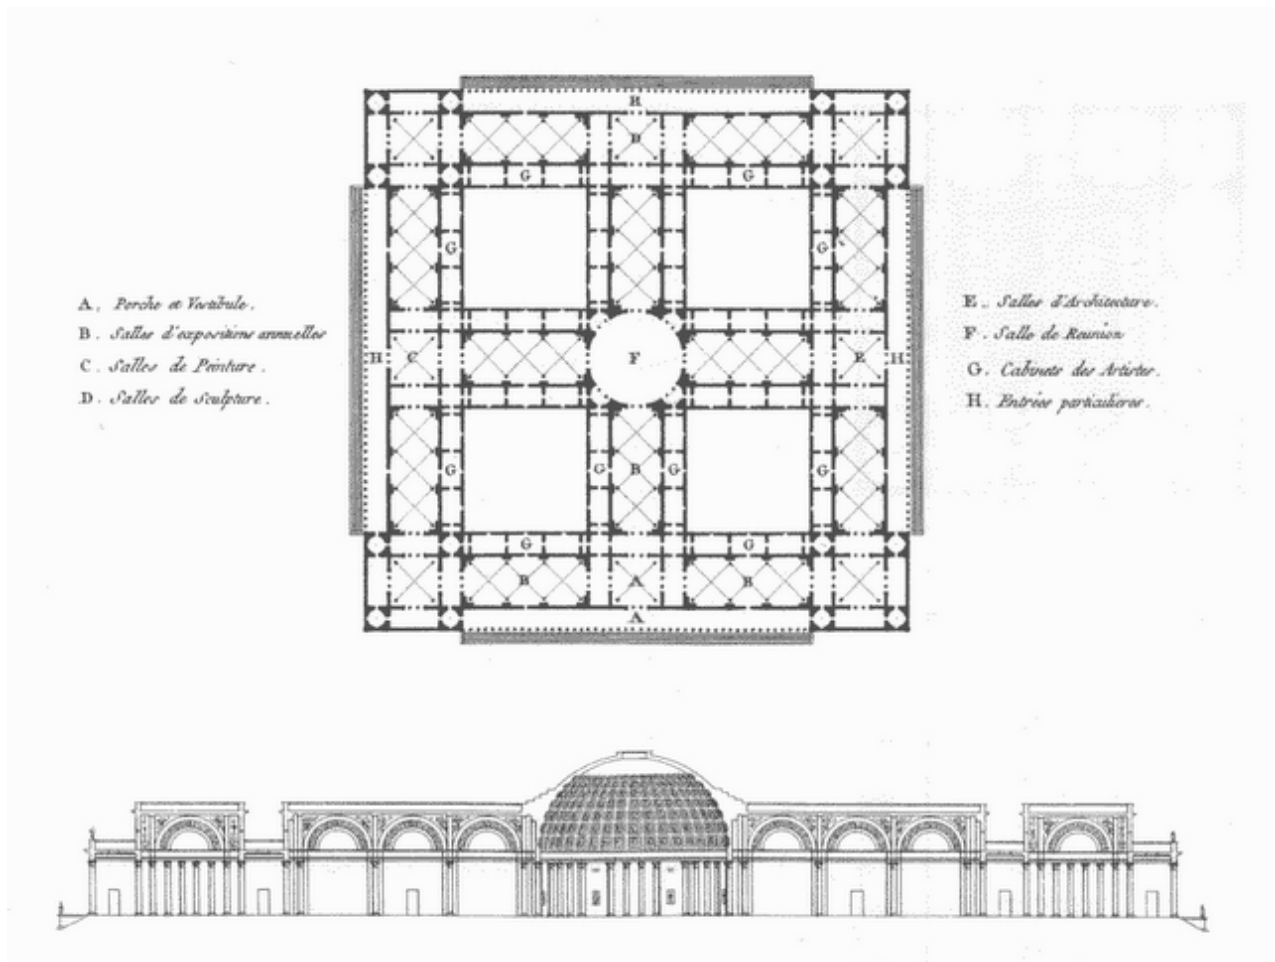 H
D
G G
G G
A. Porche et Vestibule.
B. Salles d'expositions annuelles
C. Salles de Peinture.
D. Salles de Sculpture.
H C F E H
E. Salles d'Architecture.
F. Salle de Reunion
G. Cabinets des Artistes.
H. Entrées particulieres.
G G B G G
G G
B A B
A